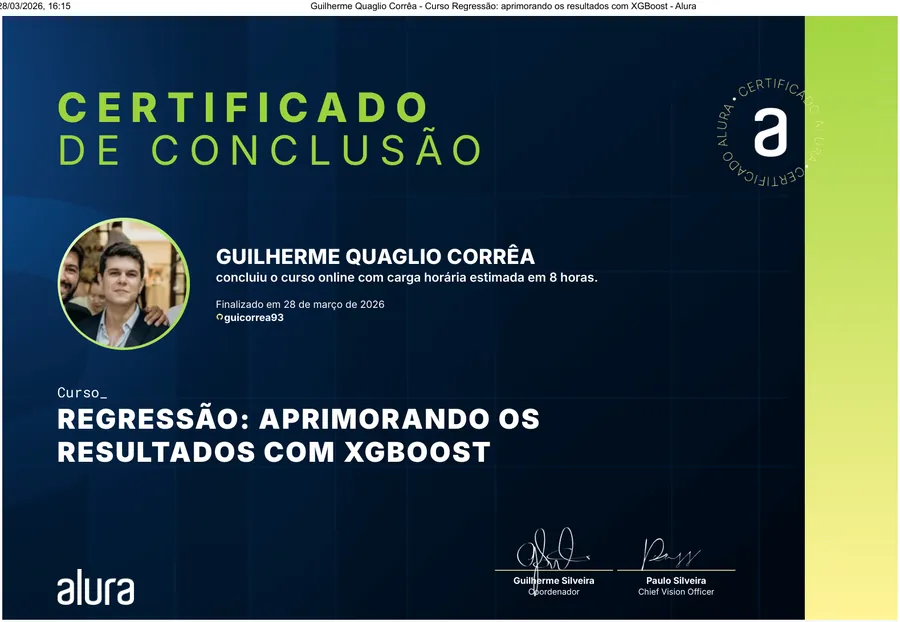 28/03/2026, 16:15
Guilherme Quaglio Corrêa - Curso Regressão: aprimorando os resultados com XGBoost - Alura
CERTIFICADO
DE CONCLUSÃO
CERTIFICADO ALURA • CERTIFICADO ALURA •
a
GUILHERME QUAGLIO CORRÊA
concluiu o curso online com carga horária estimada em 8 horas.
Finalizado em 28 de março de 2026
guicorrea93
Curso_
REGRESSÃO: APRIMORANDO OS
RESULTADOS COM XGBOOST
alura
Guilherme Silveira
Coordenador
Paulo Silveira
Chief Vision Officer